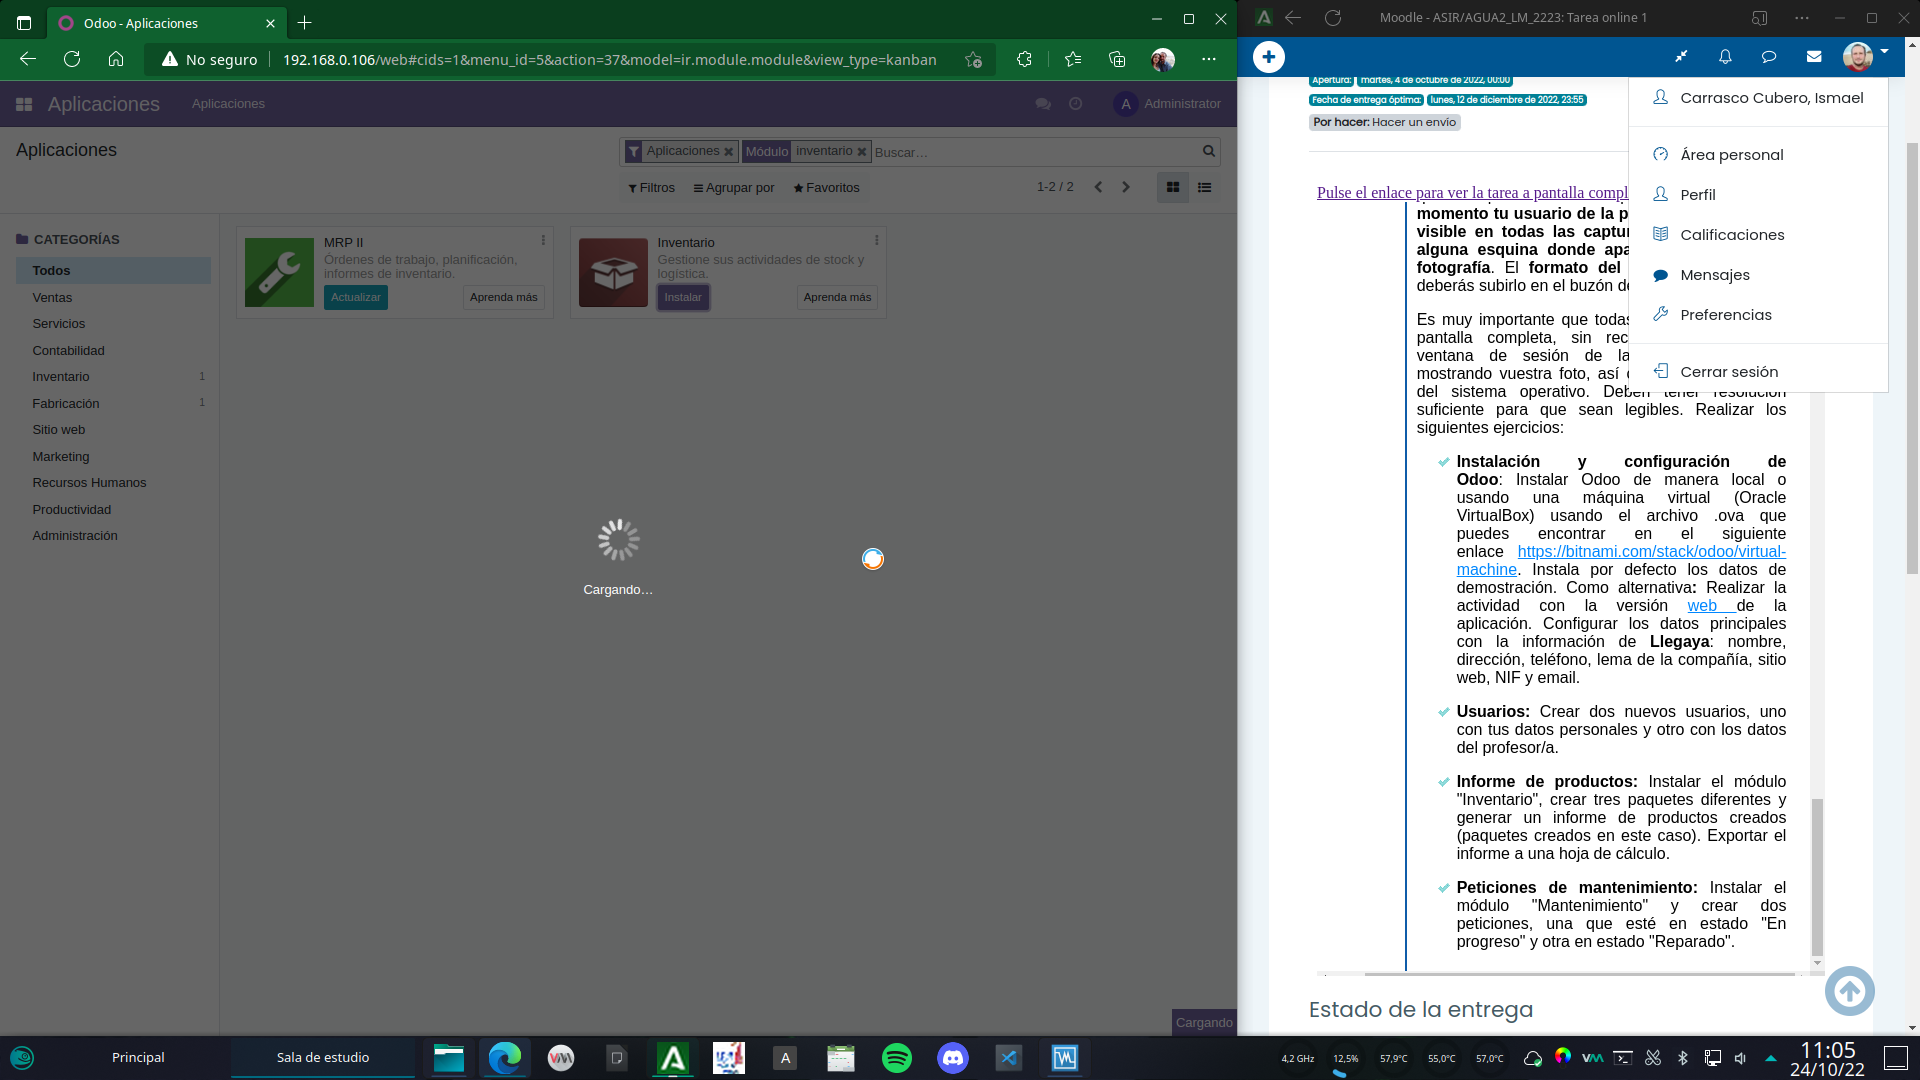 Odoo - Aplicaciones
No seguro
192.168.0.106/web#cids=1&menu_id=5&action=37&model=ir.module.module&view_type=kanban
Aplicaciones
Aplicaciones
A
Administrator
Aplicaciones
Aplicaciones
Módulo
inventario
Buscar...
Filtros
Agrupar por
Favoritos
1-2 / 2
CATEGORÍAS
Todos
Ventas
Servicios
Contabilidad
Inventario 1
Fabricación 1
Sitio web
Marketing
Recursos Humanos
Productividad
Administración
MRP II
Órdenes de trabajo, planificación,
informes de inventario.
Actualizar
Aprenda más
Inventario
Gestione sus actividades de stock y
logística.
Instalar
Aprenda más
Cargando...
Cargando
Moodle - ASIR/AGUA2_LM_2223: Tarea online 1
Apertura: martes, 4 de octubre de 2022, 00:00
Fecha de entrega óptima: lunes, 12 de diciembre de 2022, 23:55
Por hacer: Hacer un envío
Carrasco Cubero, Ismael
Área personal
Perfil
Calificaciones
Mensajes
Preferencias
Cerrar sesión
Pulse el enlace para ver la tarea a pantalla compl
momento tu usuario de la p
visible en todas las captur
alguna esquina donde apa
fotografía. El formato del
deberás subirlo en el buzón de
Es muy importante que todas
pantalla completa, sin rec
ventana de sesión de la
mostrando vuestra foto, así
del sistema operativo. Deben tener resolución
suficiente para que sean legibles. Realizar los
siguientes ejercicios:
Instalación y configuración de
Odoo: Instalar Odoo de manera local o
usando una máquina virtual (Oracle
VirtualBox) usando el archivo .ova que
puedes encontrar en el siguiente
enlace https://bitnami.com/stack/odoo/virtual-
machine. Instala por defecto los datos de
demostración. Como alternativa: Realizar la
actividad con la versión web de la
aplicación. Configurar los datos principales
con la información de Llegaya: nombre,
dirección, teléfono, lema de la compañía, sitio
web, NIF y email.
Usuarios: Crear dos nuevos usuarios, uno
con tus datos personales y otro con los datos
del profesor/a.
Informe de productos: Instalar el módulo
"Inventario", crear tres paquetes diferentes y
generar un informe de productos creados
(paquetes creados en este caso). Exportar el
informe a una hoja de cálculo.
Peticiones de mantenimiento: Instalar el
módulo "Mantenimiento" y crear dos
peticiones, una que esté en estado "En
progreso" y otra en estado "Reparado".
Estado de la entrega
Principal
Sala de estudio
A
4,2 GHz
12,5%
57,9°C
55,0°C
57,0°C
11:05
24/10/22